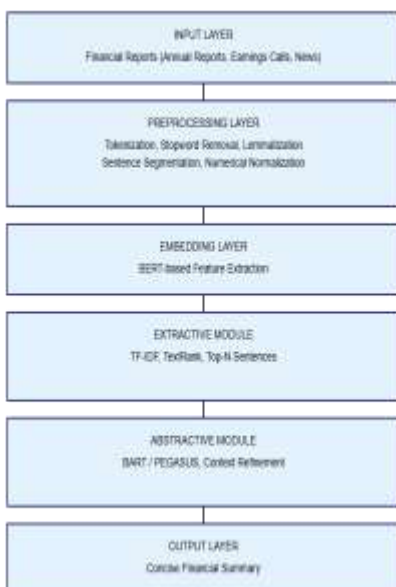 INPUT LAYER
Financial Reports (Annual Reports, Earnings Calls, News)
PREPROCESSING LAYER
Tokenization, Stopword Removal, Lemmatization
Sentence Segmentation, Numerical Normalization
EMBEDDING LAYER
BERT-based Feature Extraction
EXTRACTIVE MODULE
TF-IDF, TextRank, Top-N Sentences
ABSTRACTIVE MODULE
BART / PEGASUS, Context Refinement
OUTPUT LAYER
Concise Financial Summary